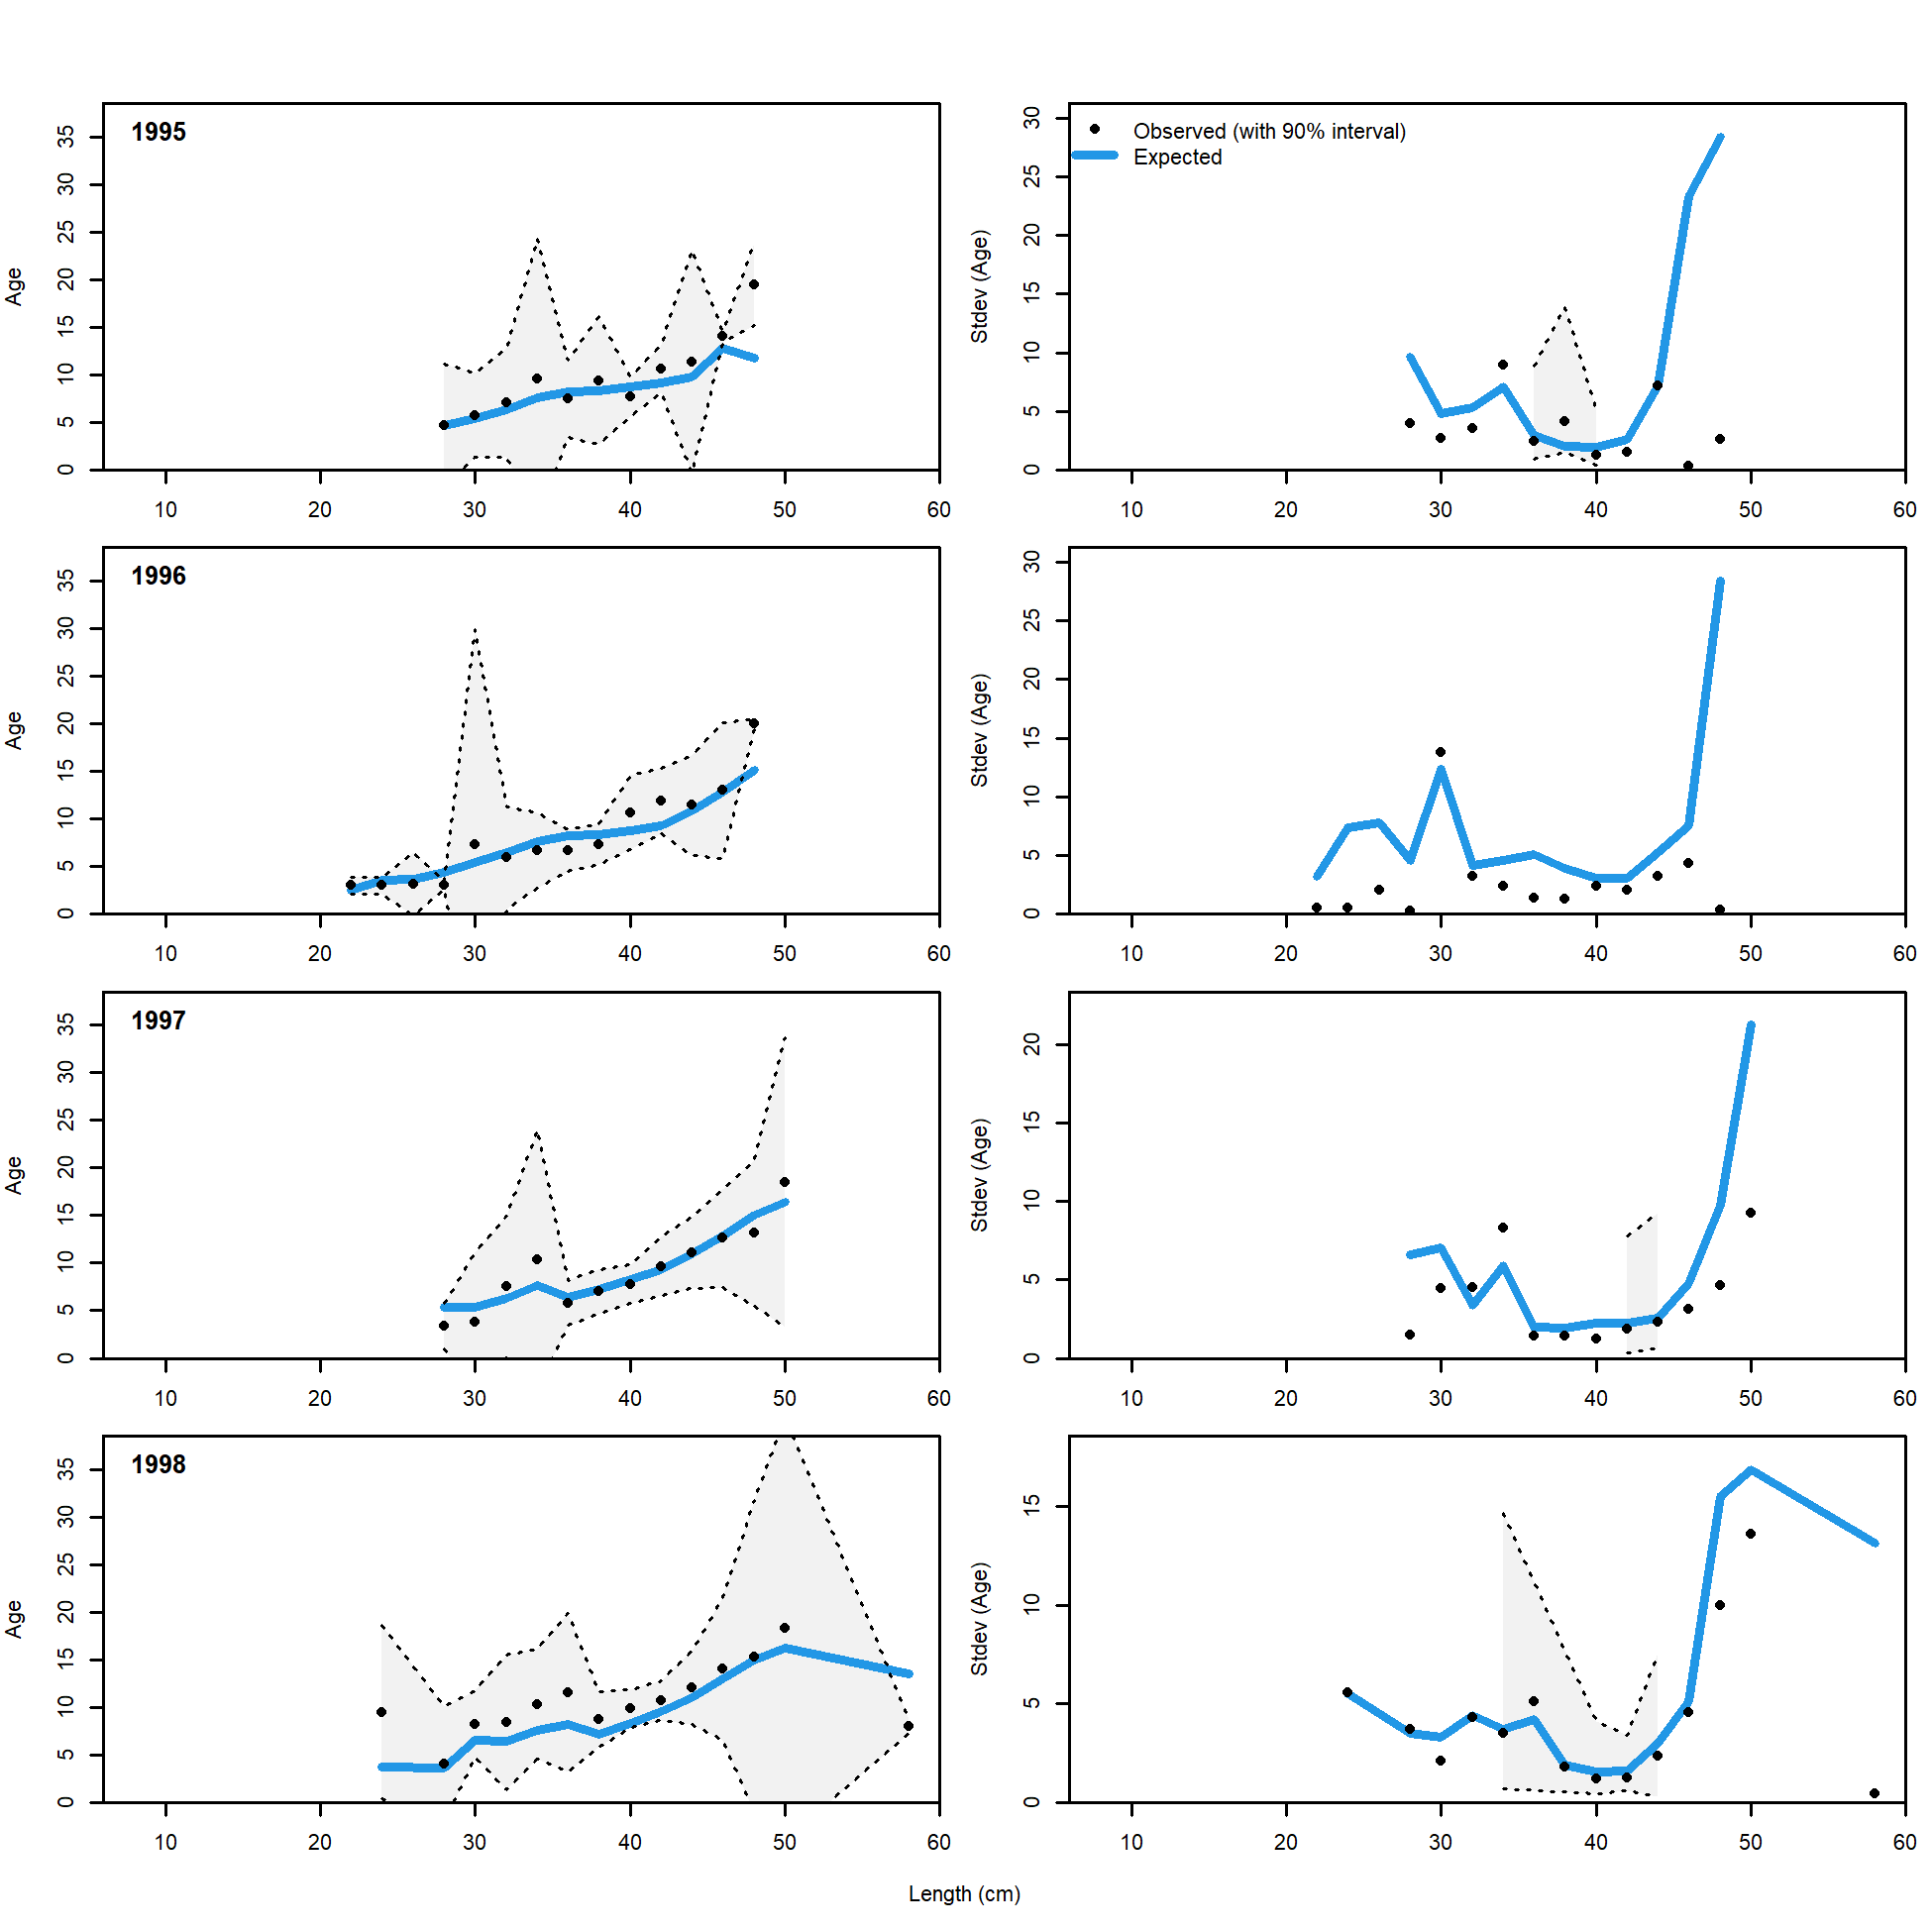 1995
Age
0 5 10 15 20 25 30 35
10 20 30 40 50 60
Observed (with 90% interval)
Expected
Stdev (Age)
0 5 10 15 20 25 30
10 20 30 40 50 60
1996
Age
0 5 10 15 20 25 30 35
10 20 30 40 50 60
Stdev (Age)
0 5 10 15 20 25 30
10 20 30 40 50 60
1997
Age
0 5 10 15 20 25 30 35
10 20 30 40 50 60
Stdev (Age)
0 5 10 15 20
10 20 30 40 50 60
1998
Age
0 5 10 15 20 25 30 35
10 20 30 40 50 60
Stdev (Age)
0 5 10 15
10 20 30 40 50 60
Length (cm)